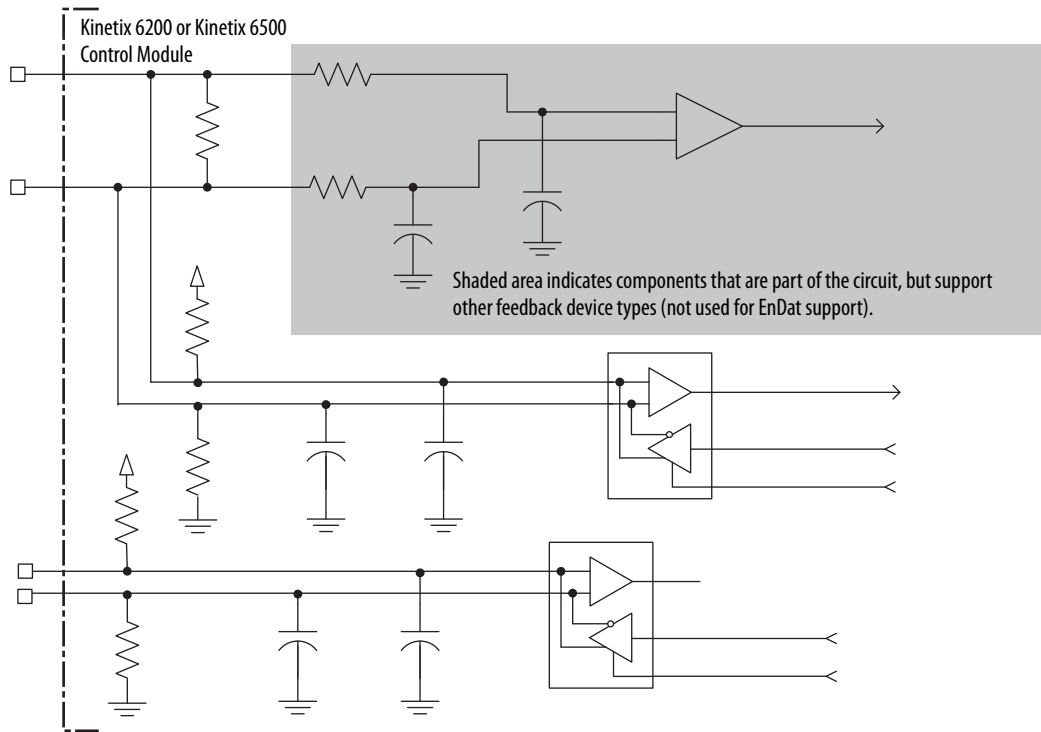 Kinetix 6200 or Kinetix 6500
Control Module
Shaded area indicates components that are part of the circuit, but support
other feedback device types (not used for EnDat support).